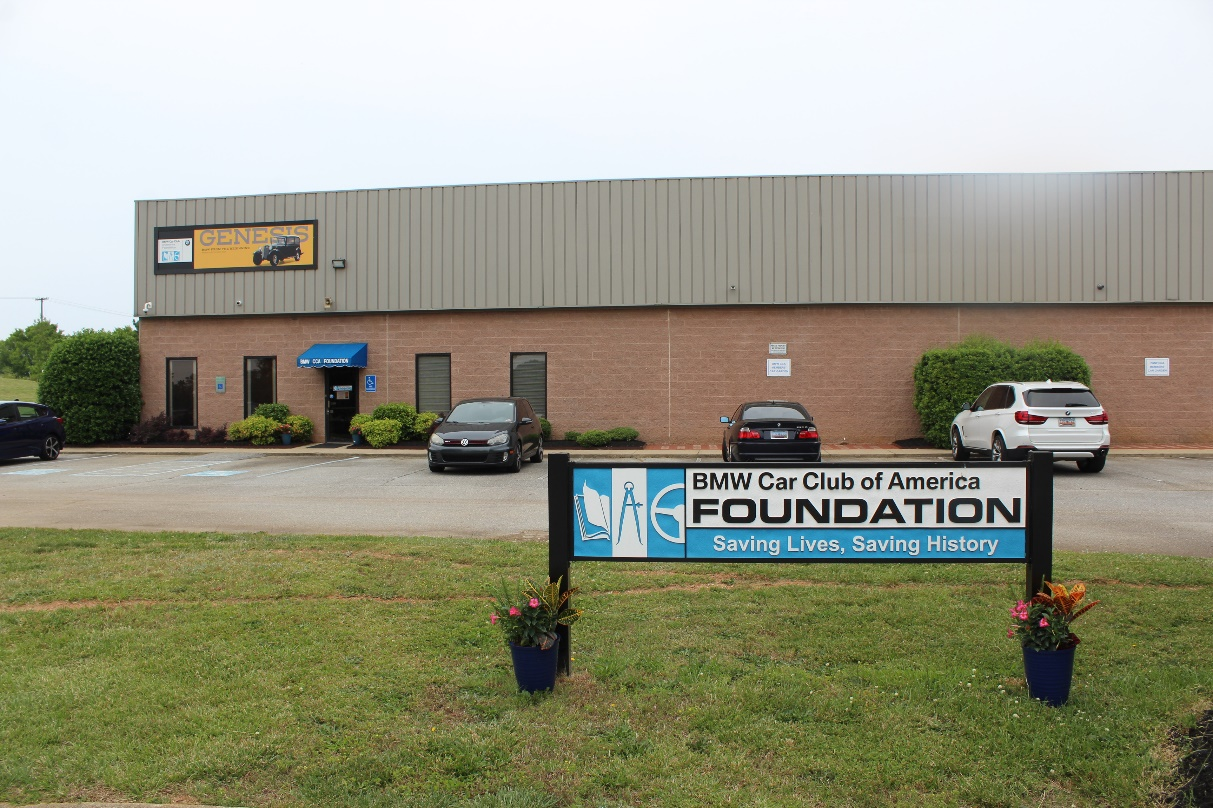 GENESIS
BMW CCA FOUNDATION
BMW Car Club of America
FOUNDATION
Saving Lives, Saving History